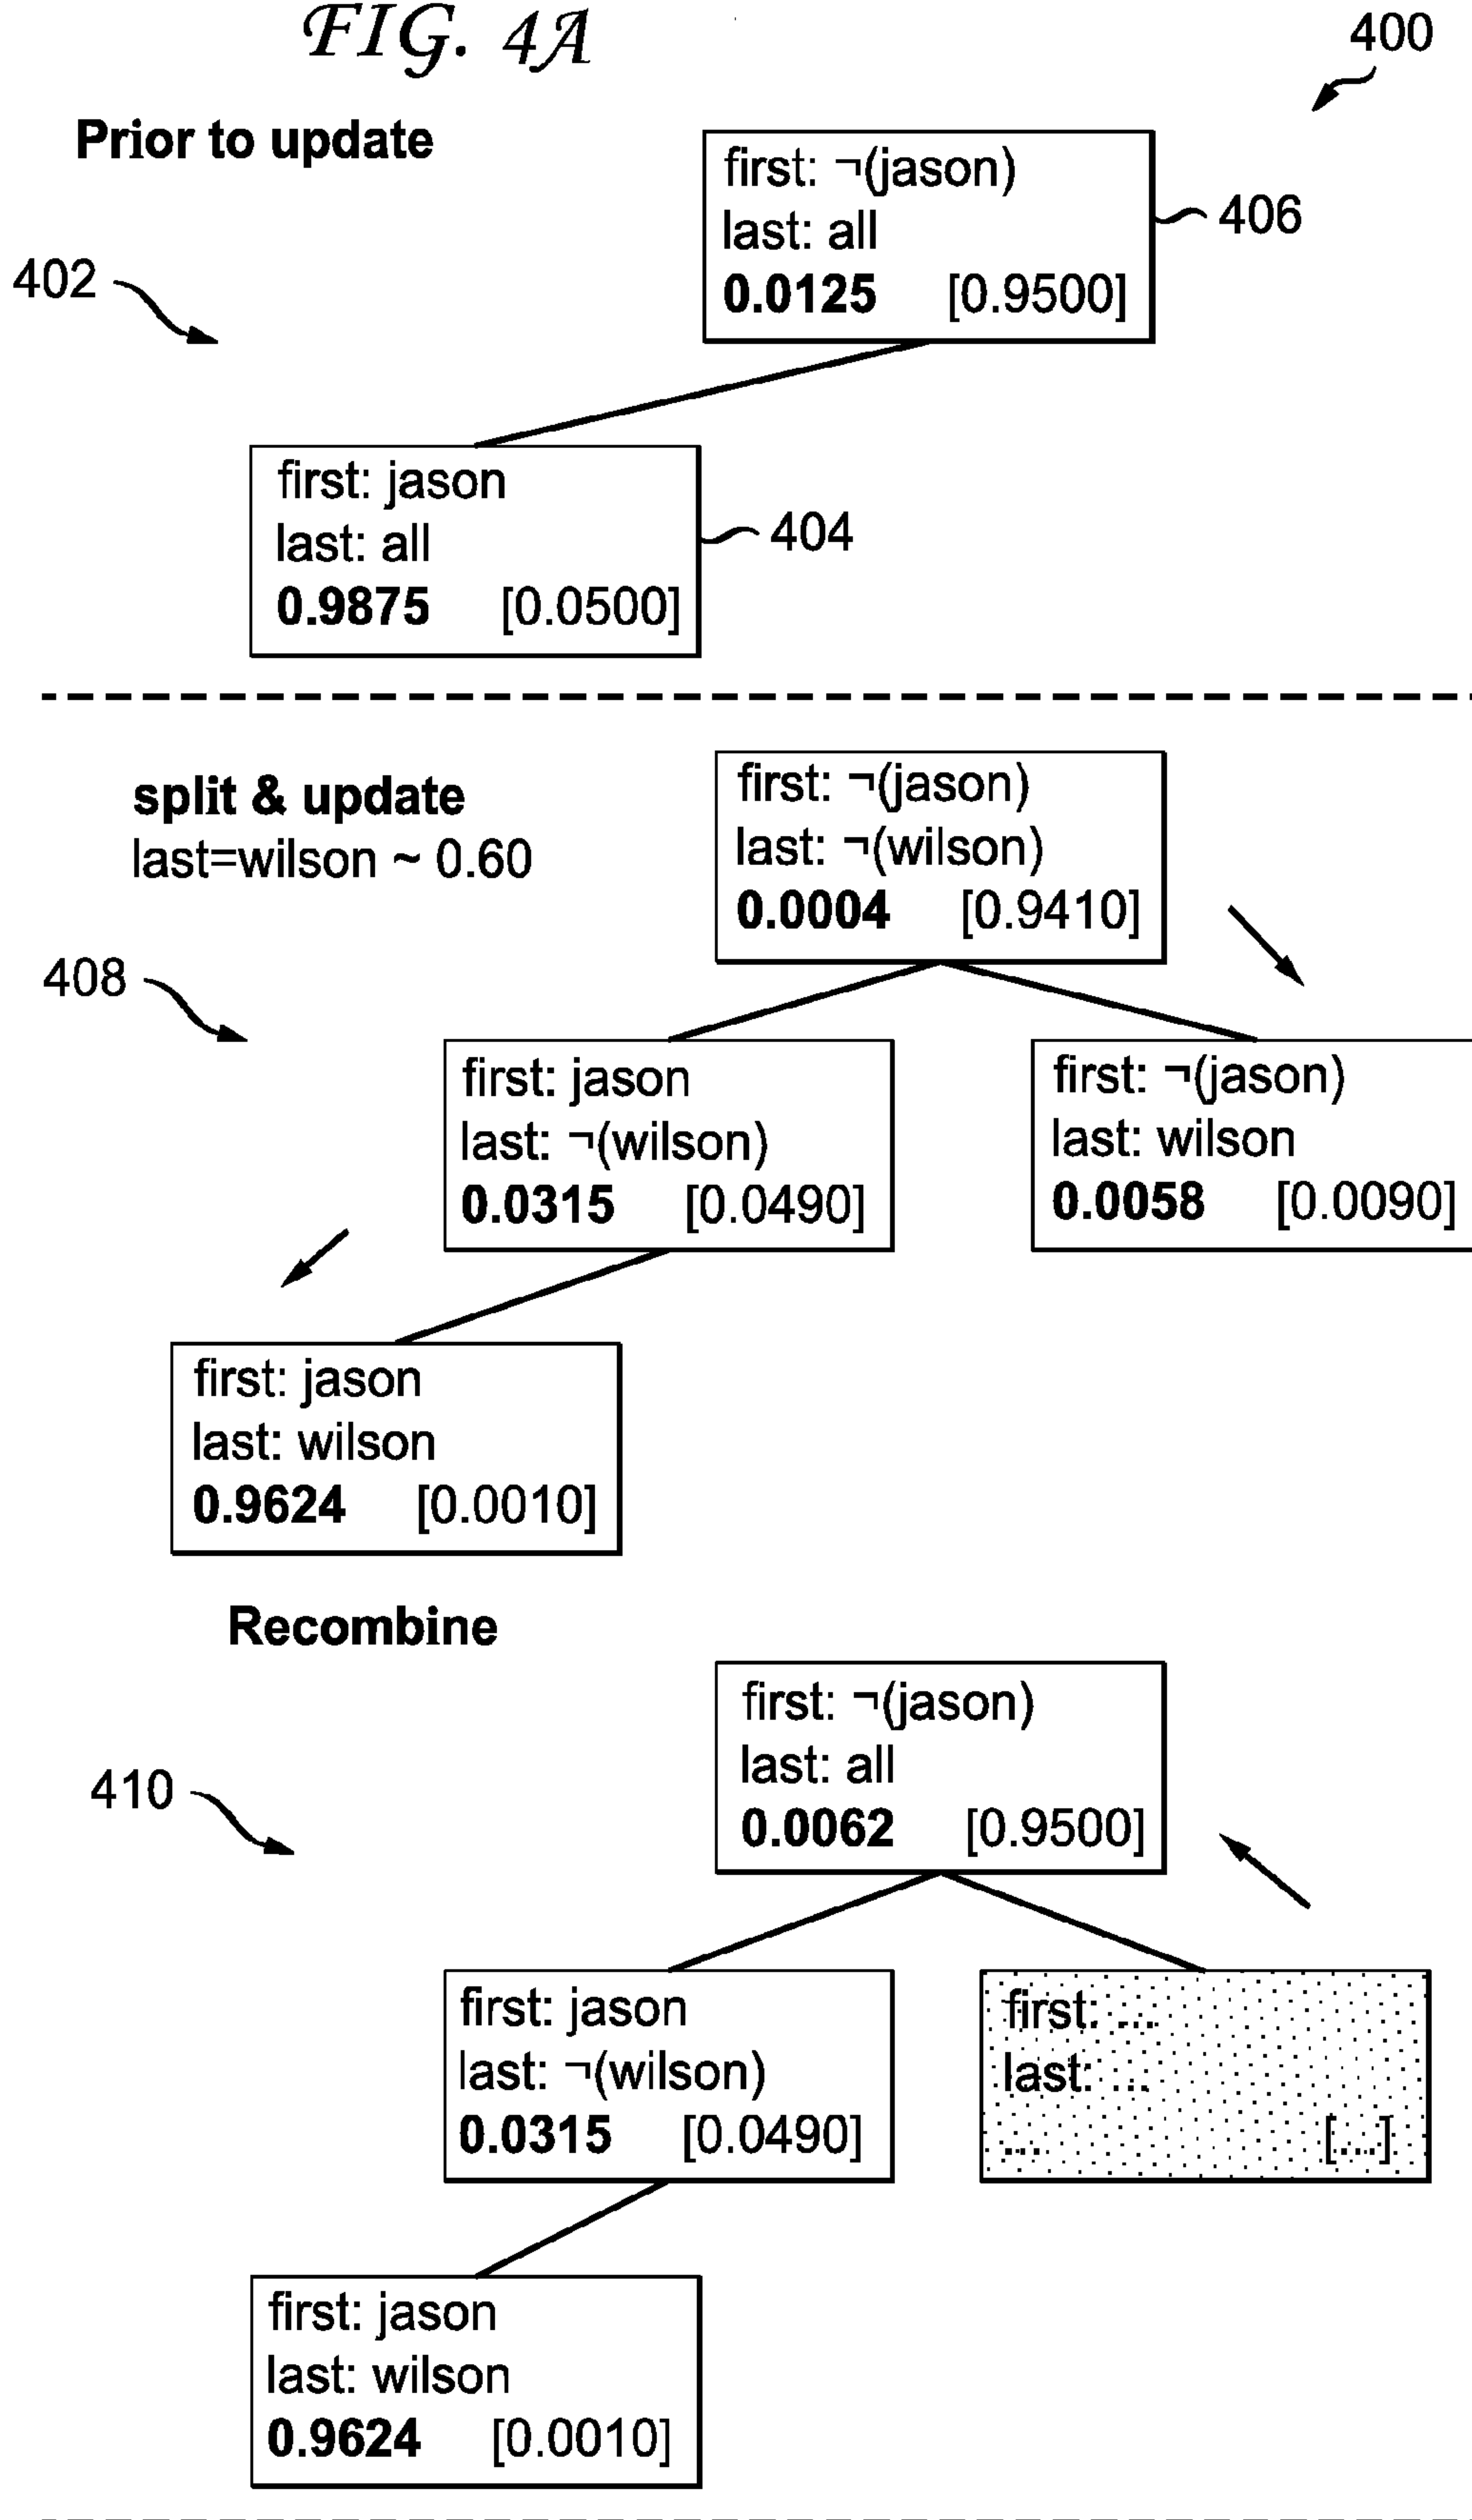 FIG. 4A
400
Prior to update
first: ¬(jason)
last: all
0.0125 [0.9500]
406
402
first: jason
last: all
0.9875 [0.0500]
404
split & update
last=wilson ~ 0.60
first: ¬(jason)
last: ¬(wilson)
0.0004 [0.9410]
408
first: jason
last: ¬(wilson)
0.0315 [0.0490]
first: ¬(jason)
last: wilson
0.0058 [0.0090]
first: jason
last: wilson
0.9624 [0.0010]
Recombine
first: ¬(jason)
last: all
0.0062 [0.9500]
410
first: jason
last: ¬(wilson)
0.0315 [0.0490]
first: ...
last: ...
... [...]
first: jason
last: wilson
0.9624 [0.0010]